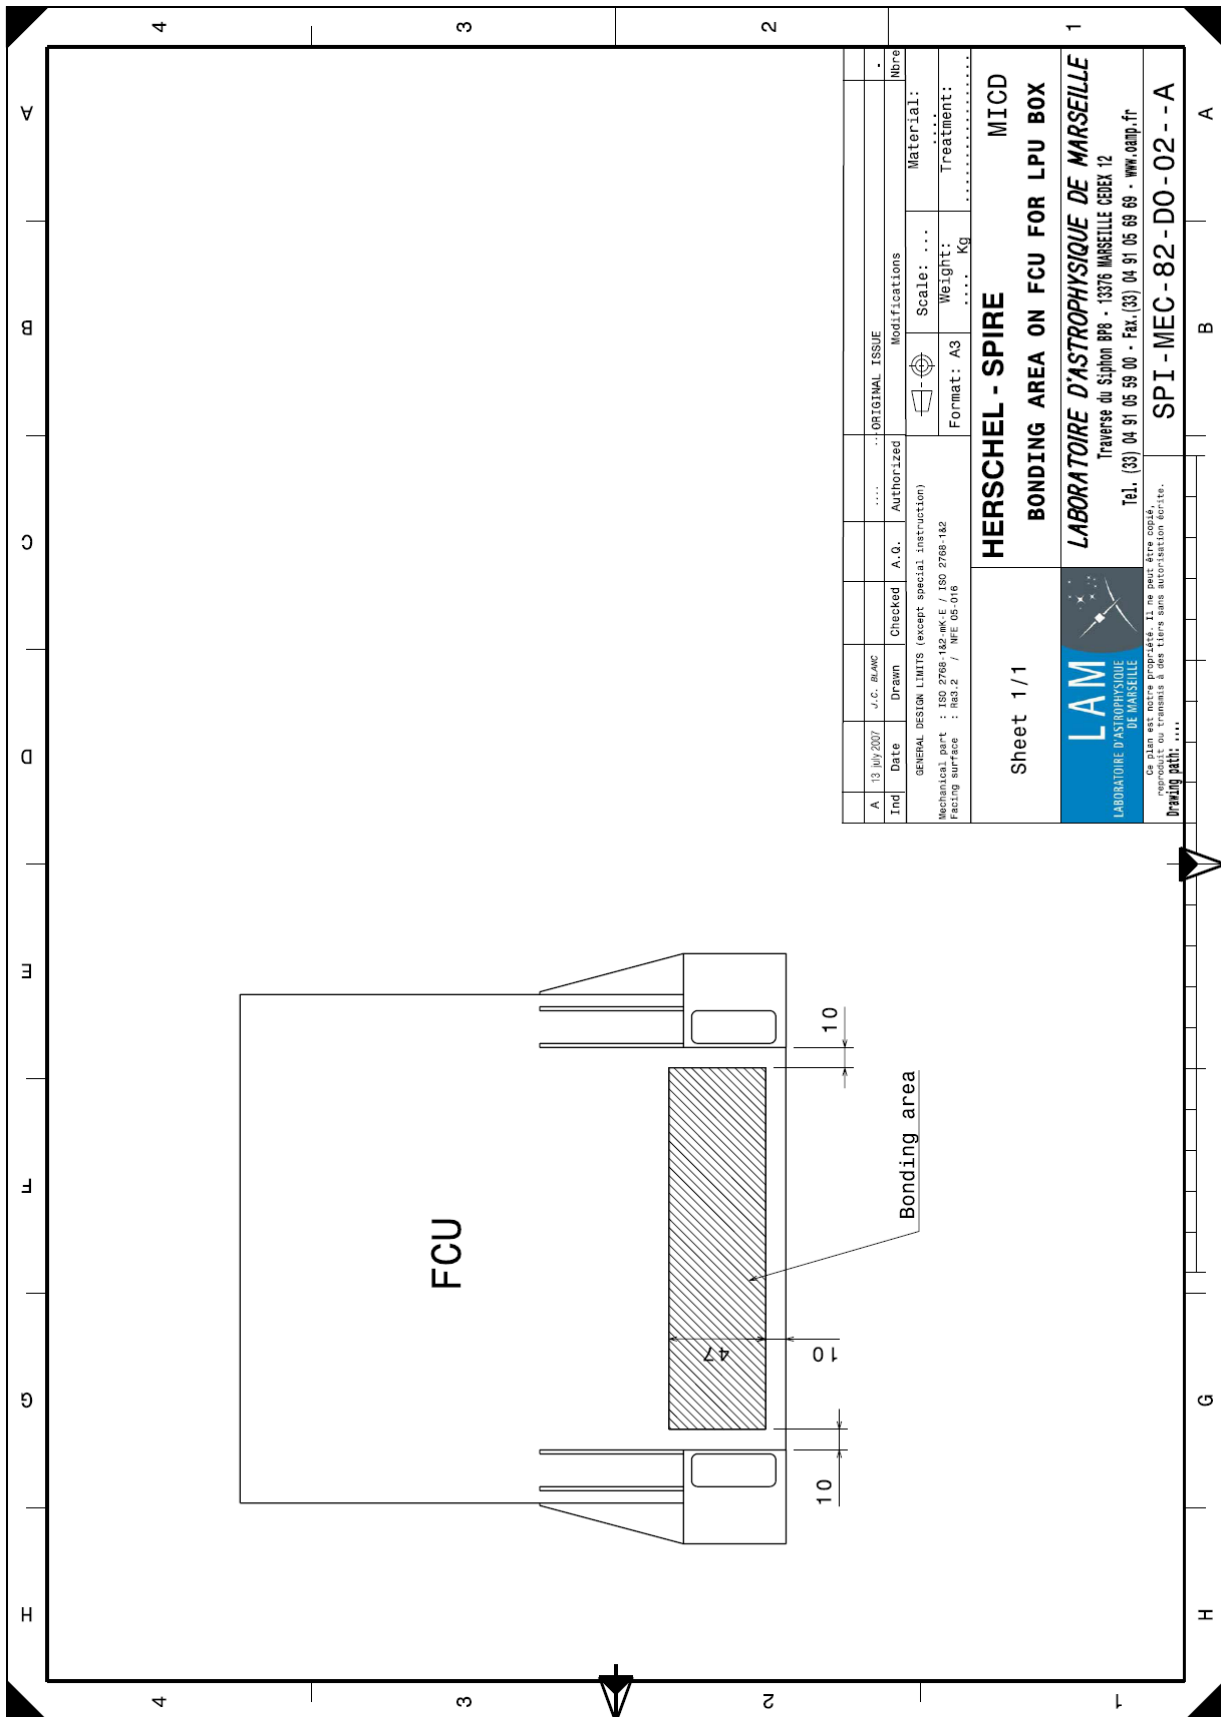 4 3 2 1
H G F E D C B A
FCU
10
47
10
10
Bonding area
A 13 july 2007 J.C. BLANC .... ... ORIGINAL ISSUE -
Ind Date Drawn Checked A.Q. Authorized Modifications Nbre
GENERAL DESIGN LIMITS (except special instruction)
Mechanical part : ISO 2768-1&2-mK-E / ISO 2768-1&2
Facing surface : Ra3.2 / NFE 05-016
Scale: ...
Material:
....
Format: A3
Weight:
.... Kg
Treatment:
..............
Sheet 1/1
HERSCHEL - SPIRE MICD
BONDING AREA ON FCU FOR LPU BOX
LAM
LABORATOIRE D'ASTROPHYSIQUE
DE MARSEILLE
LABORATOIRE D'ASTROPHYSIQUE DE MARSEILLE
Traverse du Siphon BP8 - 13376 MARSEILLE CEDEX 12
Tel. (33) 04 91 05 59 00 - Fax.(33) 04 91 05 69 69 - www.oamp.fr
Ce plan est notre propriété. Il ne peut être copié,
reproduit ou transmis à des tiers sans autorisation écrite.
Drawing path: ....
SPI-MEC-82-DO-02--A
H G F E D C B A
4 3 2 1